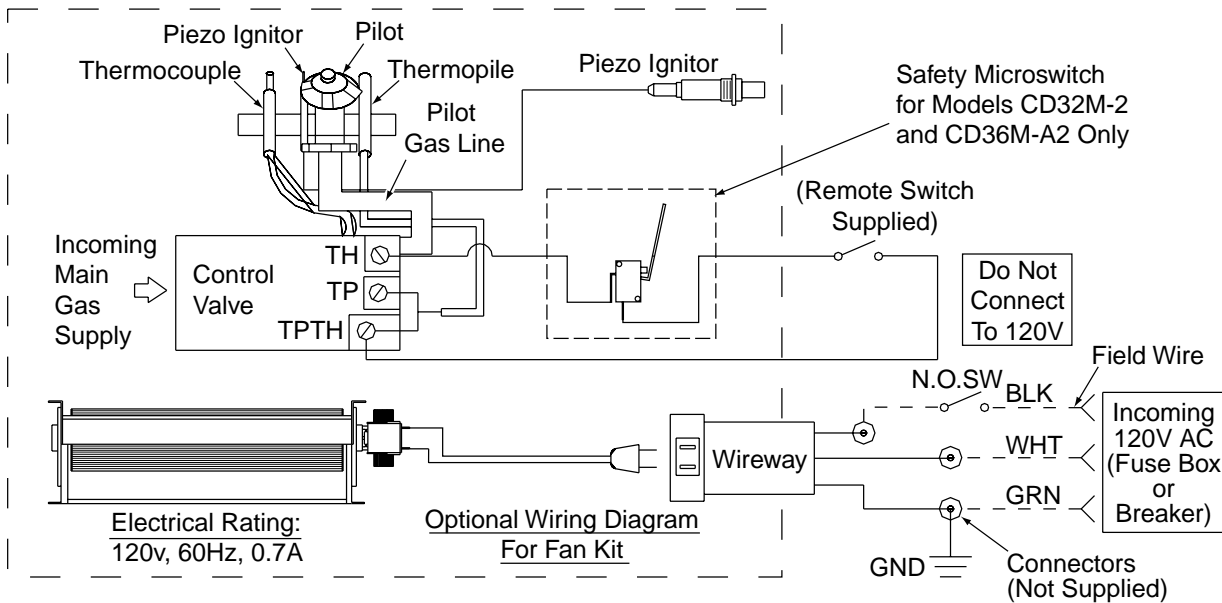 Piezo Ignitor
Pilot
Thermocouple
Thermopile
Pilot
Gas Line
Piezo Ignitor
Safety Microswitch
for Models CD32M-2
and CD36M-A2 Only
(Remote Switch
Supplied)
Incoming
Main
Gas
Supply
Control
Valve
TH
TP
TPTH
Do Not
Connect
To 120V
Field Wire
N.O.SW
BLK
WHT
GRN
Incoming
120V AC
(Fuse Box
or
Breaker)
Wireway
Electrical Rating:
120v, 60Hz, 0.7A
Optional Wiring Diagram
For Fan Kit
GND
Connectors
(Not Supplied)